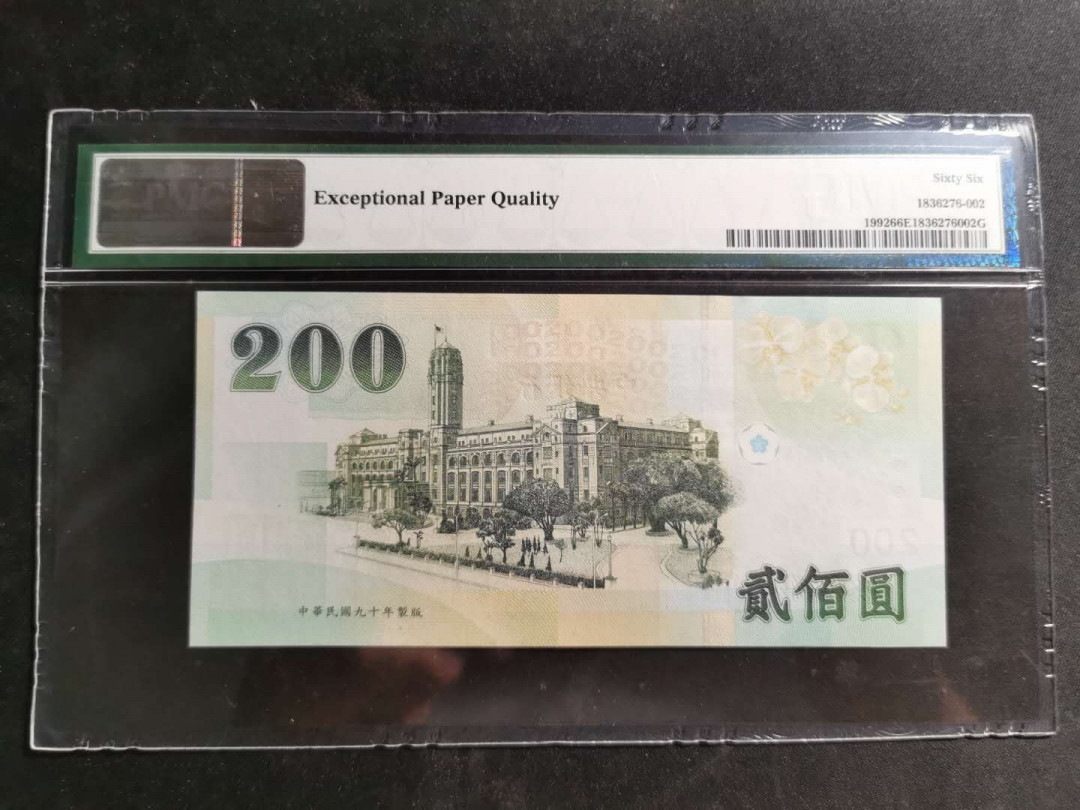 PMG
Exceptional Paper Quality
Sixty Six
1836276-002
199266E1836276002G
200
中華民國九十年製版
貳佰圓